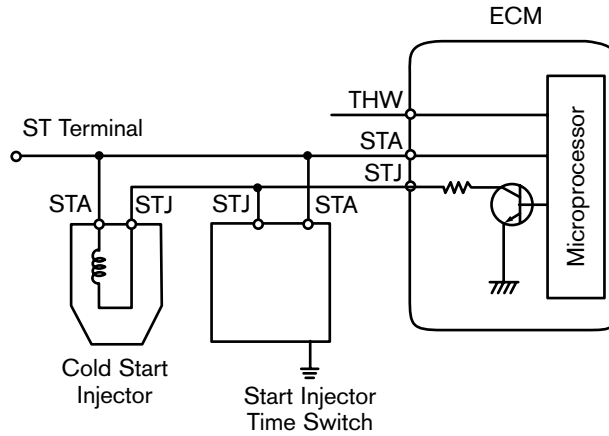 ECM
THW
ST Terminal
STA
STJ
STA
STJ
STJ
STA
Microprocessor
Cold Start
Injector
Start Injector
Time Switch